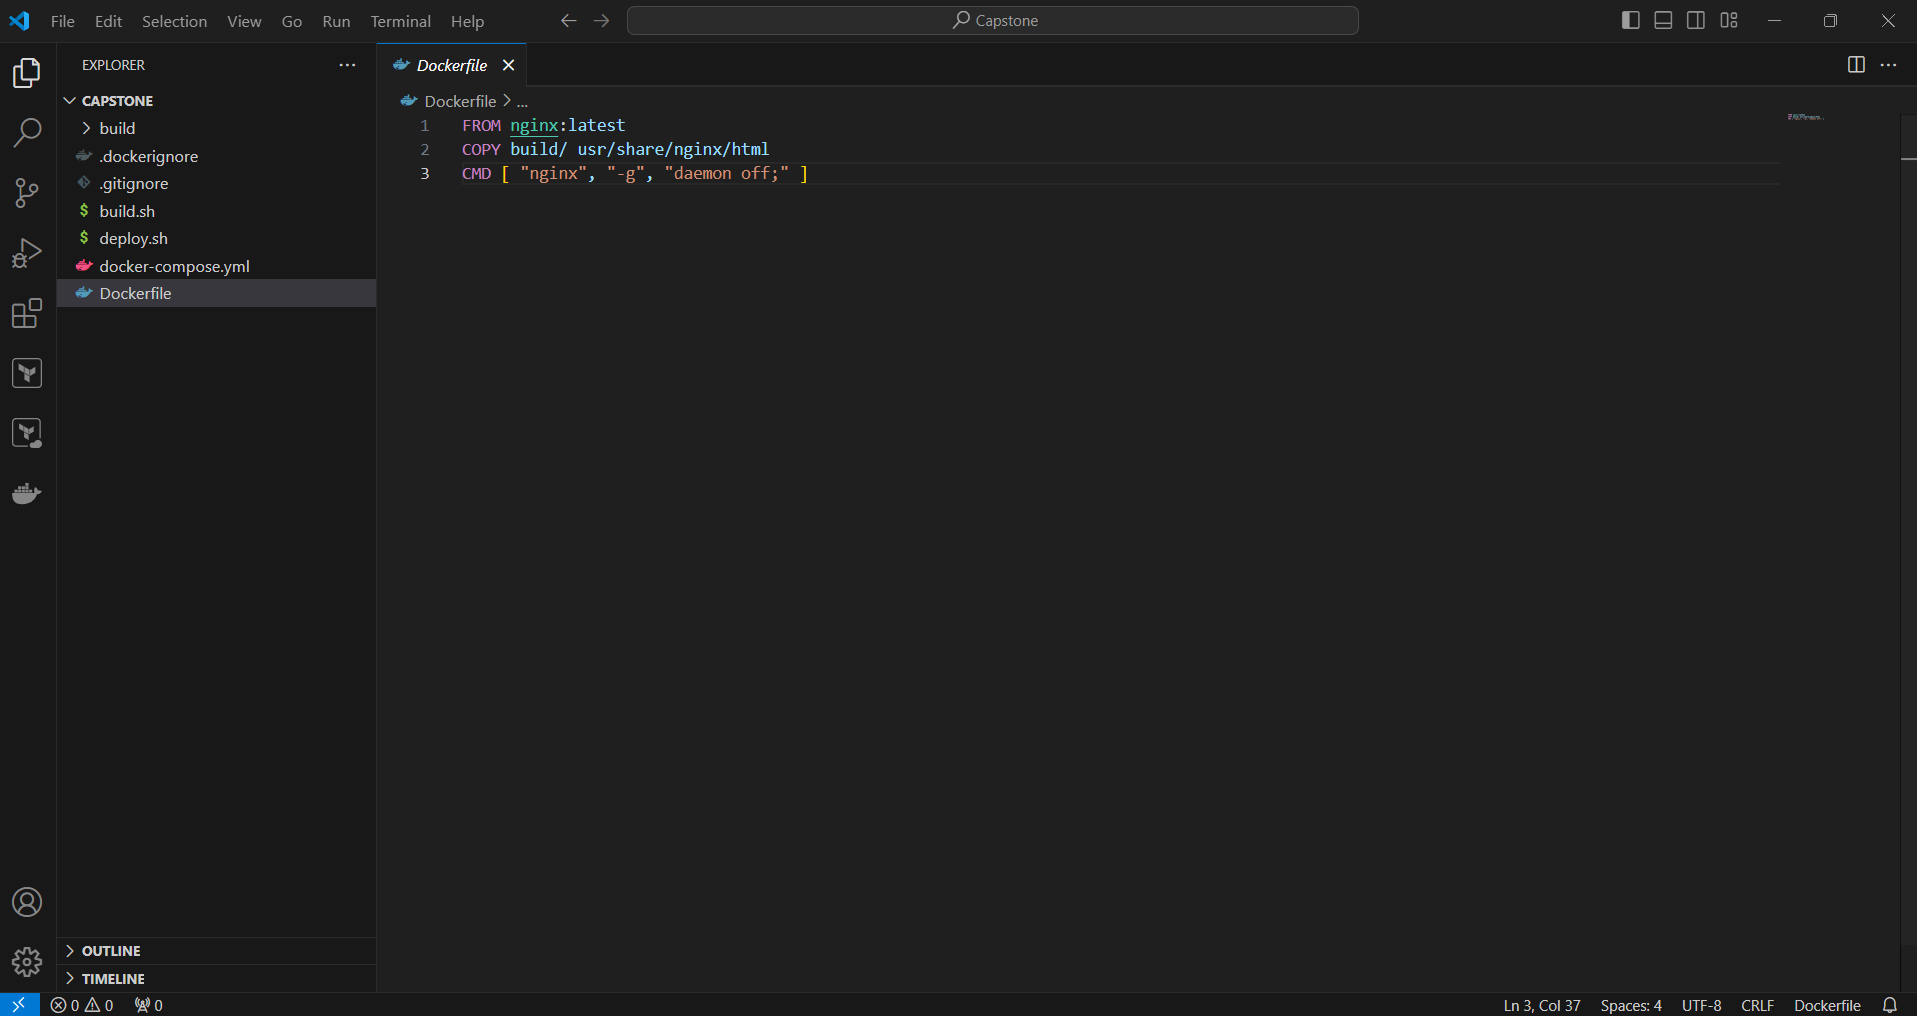 File Edit Selection View Go Run Terminal Help
Capstone
EXPLORER
CAPSTONE
build
.dockerignore
.gitignore
$ build.sh
$ deploy.sh
docker-compose.yml
Dockerfile
OUTLINE
TIMELINE
Dockerfile
Dockerfile > ...
1 FROM nginx:latest
2 COPY build/ usr/share/nginx/html
3 CMD [ "nginx", "-g", "daemon off;" ]
0 0 0 Ln 3, Col 37 Spaces: 4 UTF-8 CRLF Dockerfile